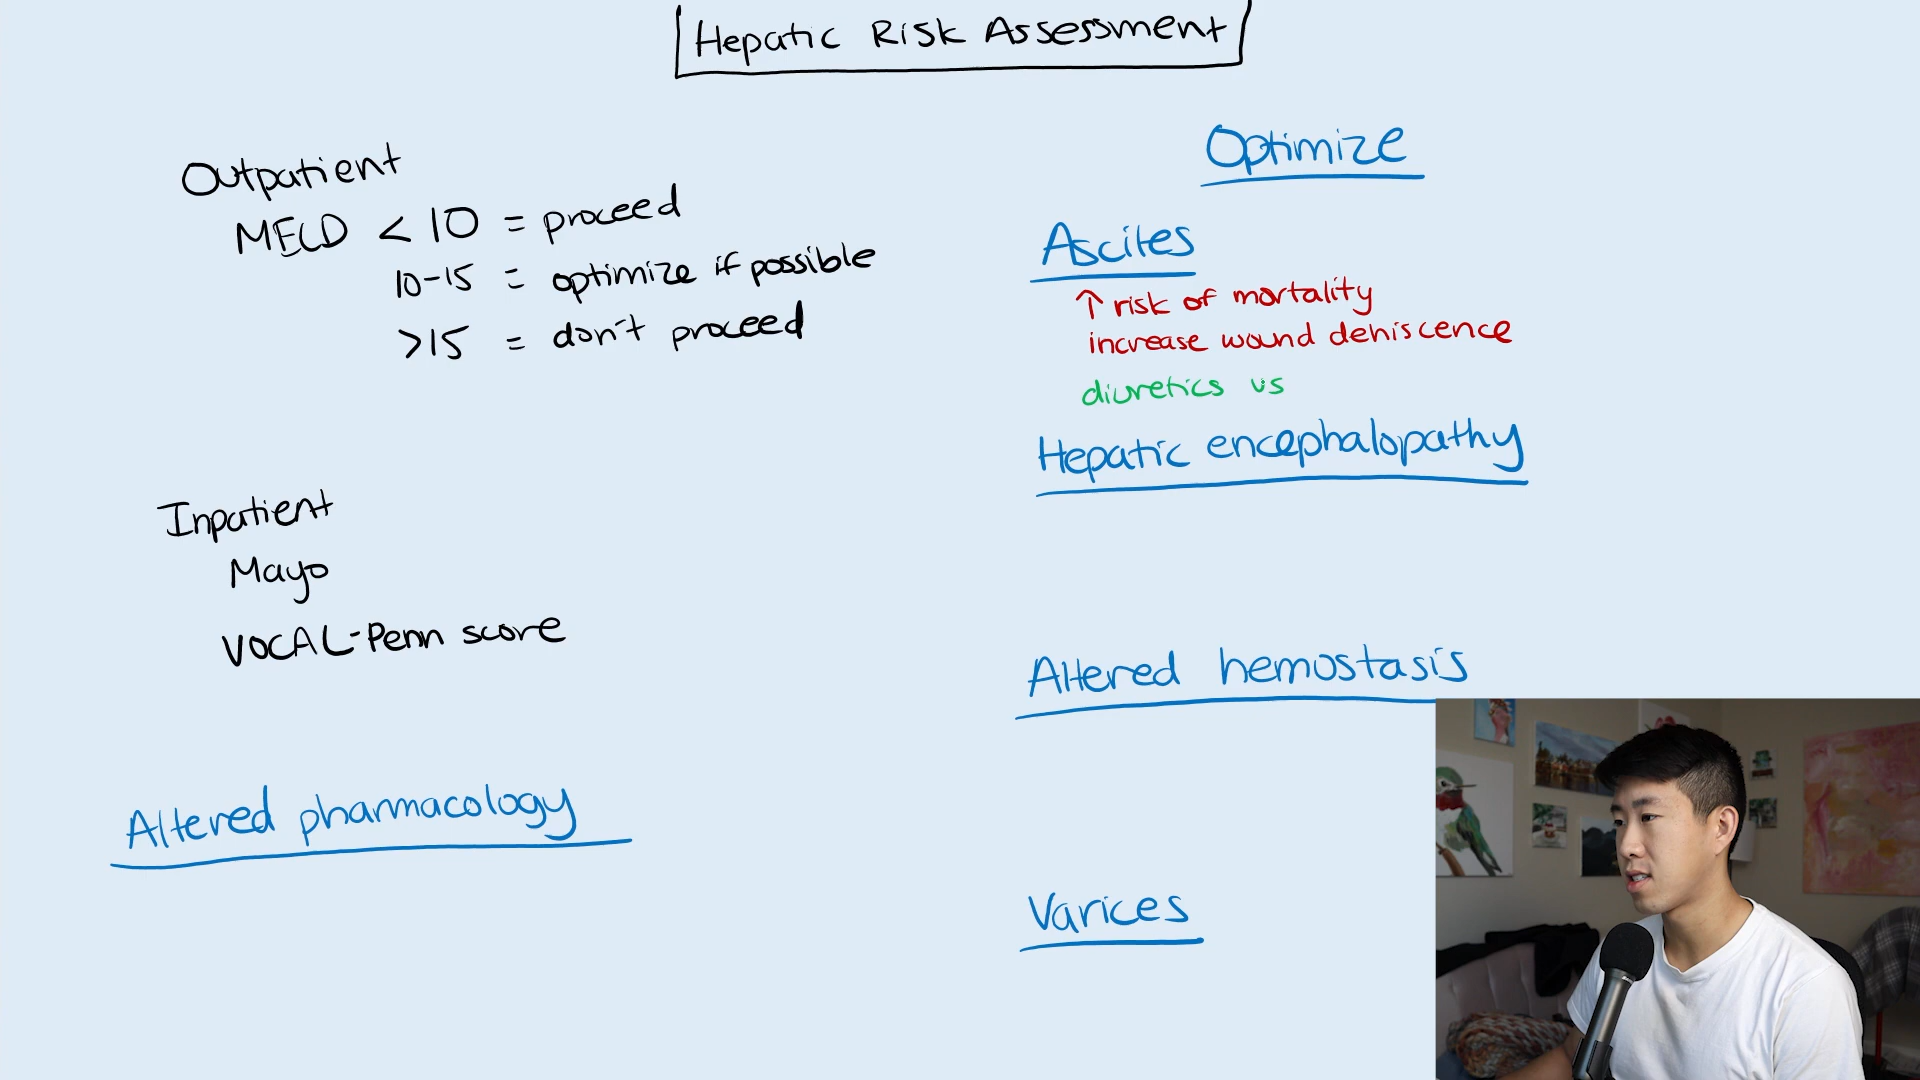 Hepatic Risk Assessment
Outpatient
MELD < 10 = proceed
10-15 = optimize if possible
>15 = don't proceed
Inpatient
Mayo
VOCAL-Penn score
Altered pharmacology
Optimize
Ascites
↑ risk of mortality
increase wound dehiscence
diuretics vs
Hepatic encephalopathy
Altered hemostasis
Varices